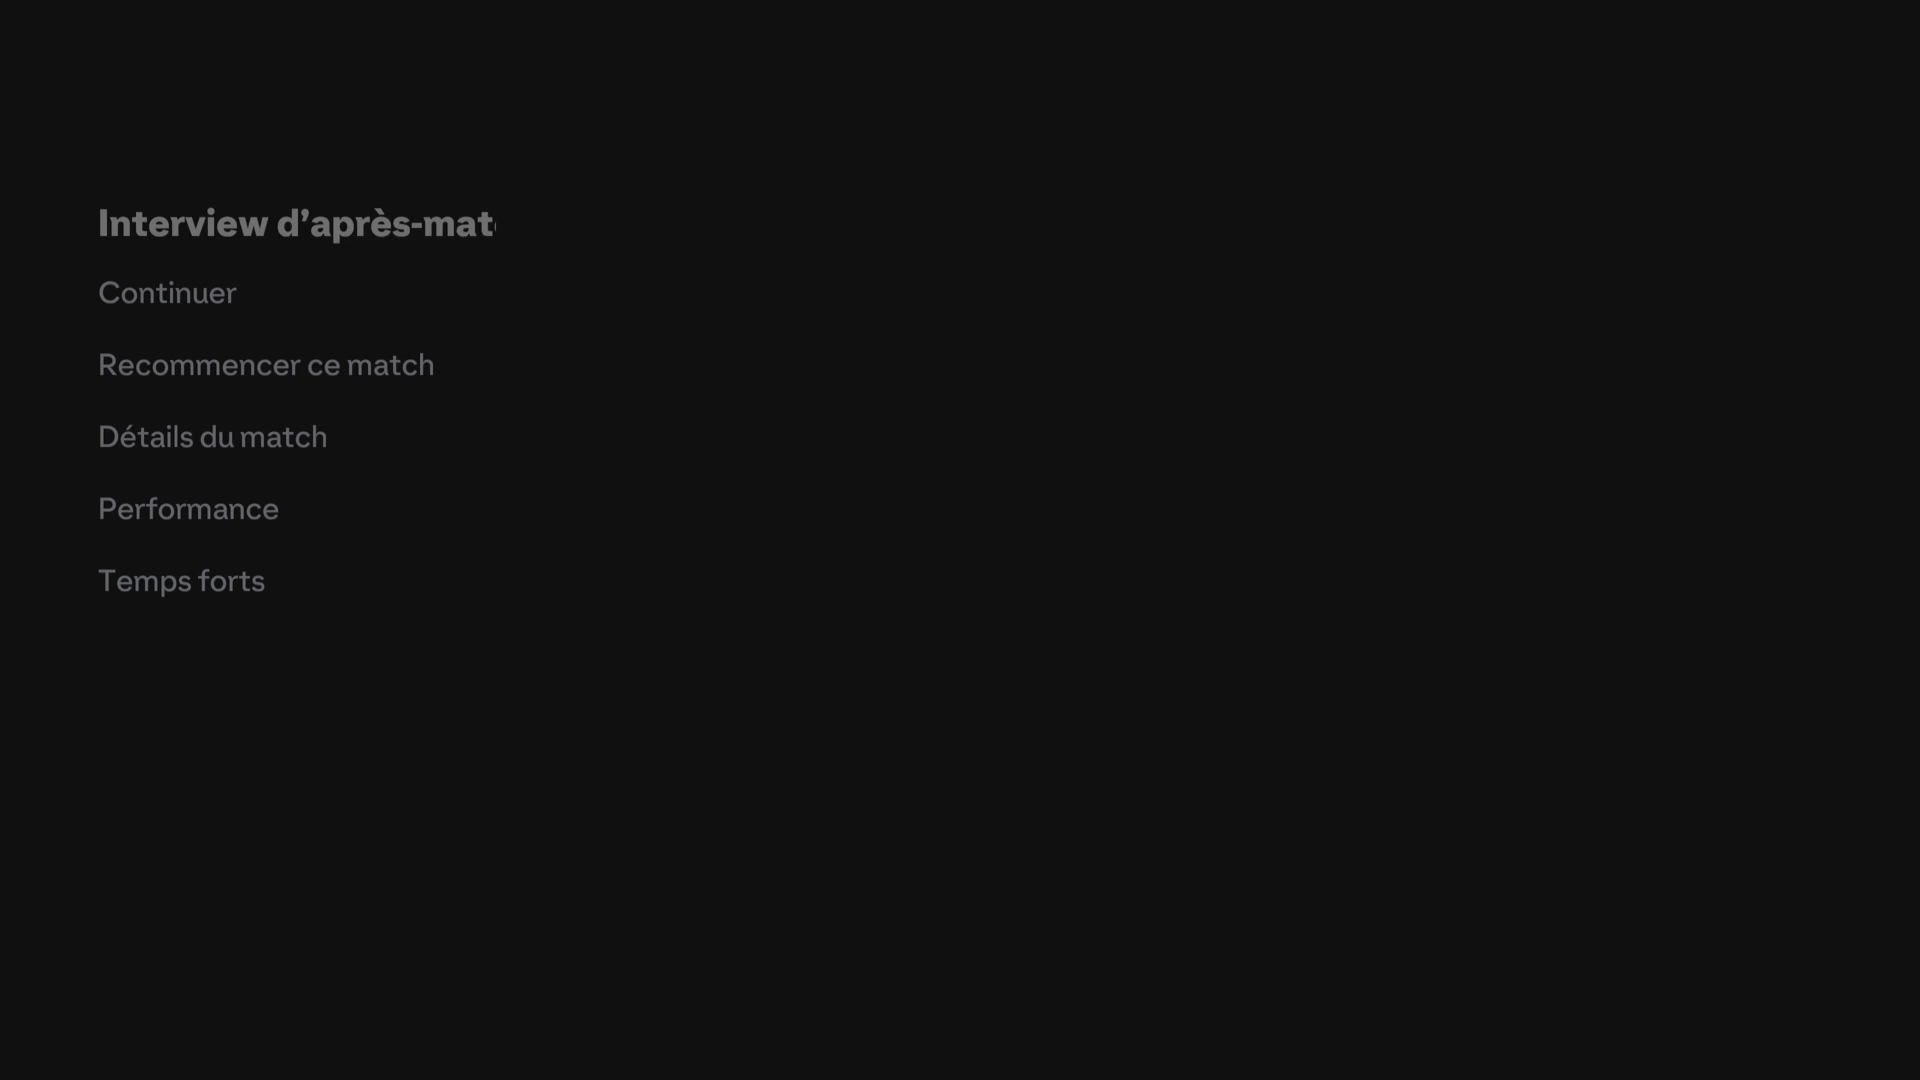 Interview d’après-mat
Continuer
Recommencer ce match
Détails du match
Performance
Temps forts